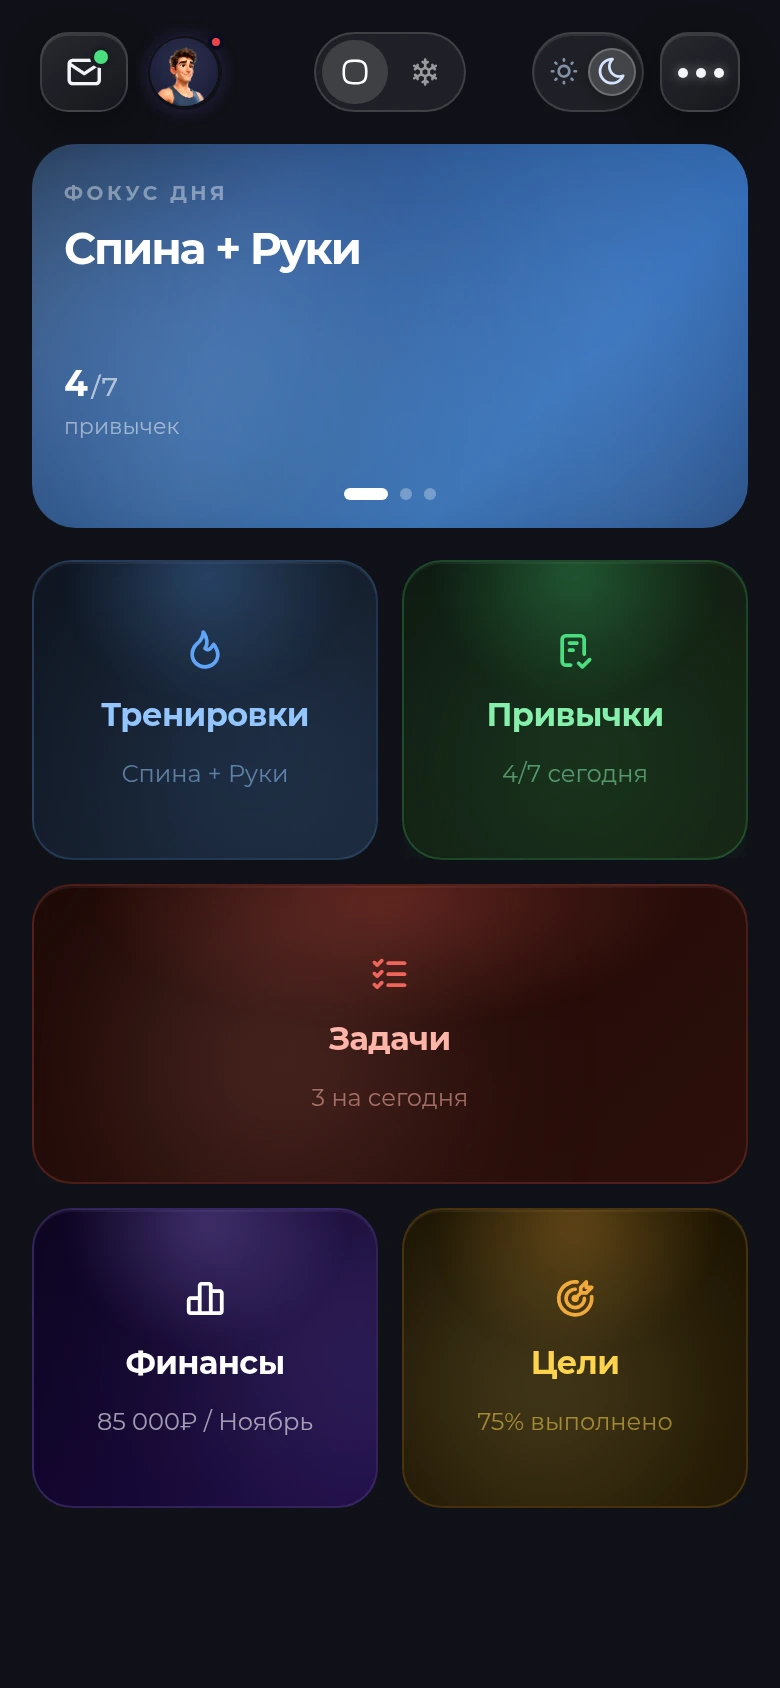 ФОКУС ДНЯ
Спина + Руки
4/7
привычек
Тренировки
Спина + Руки
Привычки
4/7 сегодня
Задачи
3 на сегодня
Финансы
85 000₽ / Ноябрь
Цели
75% выполнено